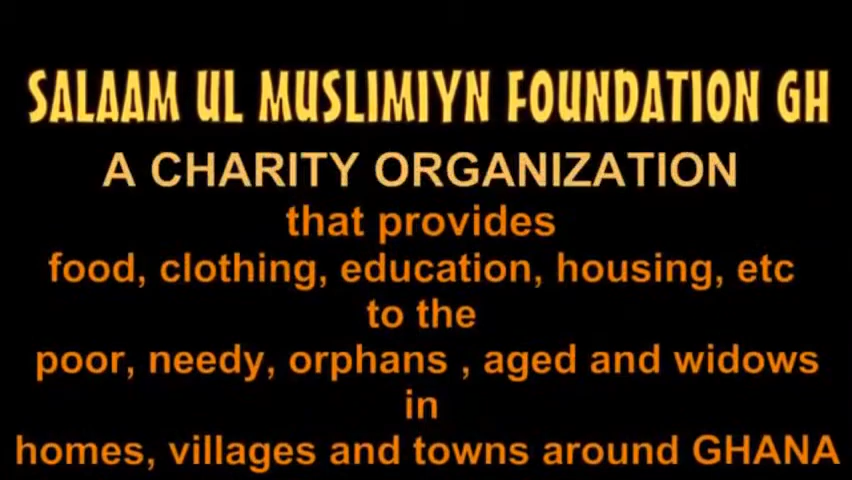 SALAAM UL MUSLIMIYN FOUNDATION GH
A CHARITY ORGANIZATION
that provides
food, clothing, education, housing, etc
to the
poor, needy, orphans , aged and widows
in
homes, villages and towns around GHANA